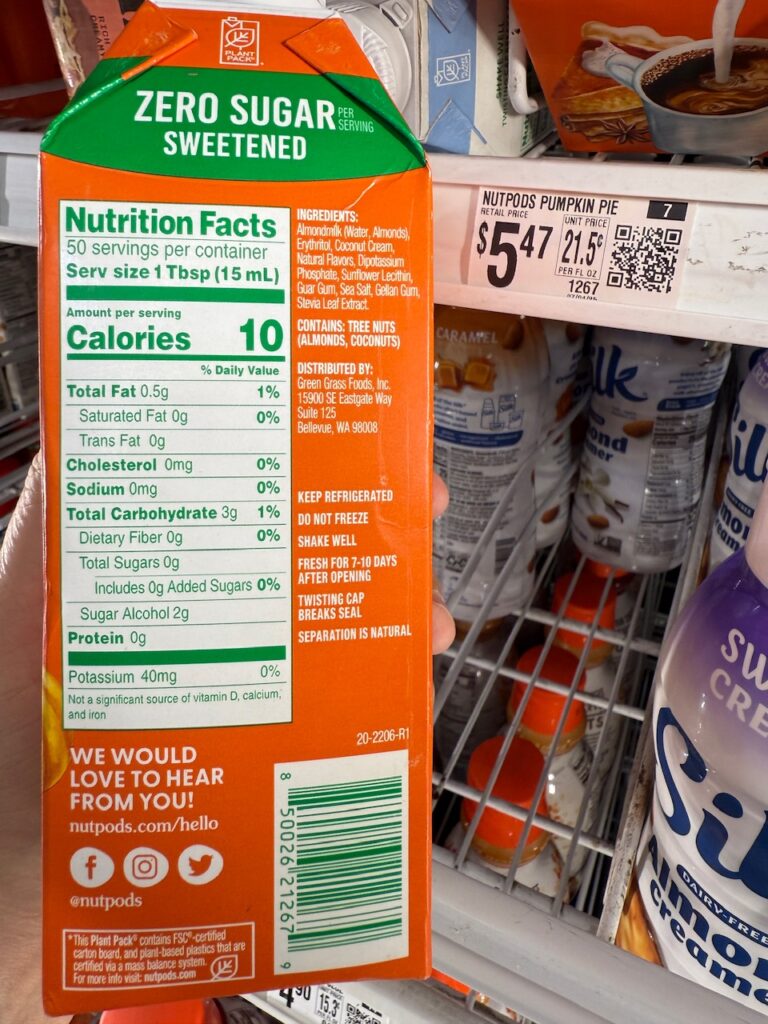 PLANT
PACK®
ZERO SUGAR PER SERVING
SWEETENED
Nutrition Facts
50 servings per container
Serv size 1 Tbsp (15 mL)
Amount per serving
Calories 10
% Daily Value
Total Fat 0.5g 1%
Saturated Fat 0g 0%
Trans Fat 0g
Cholesterol 0mg 0%
Sodium 0mg 0%
Total Carbohydrate 3g 1%
Dietary Fiber 0g 0%
Total Sugars 0g
Includes 0g Added Sugars 0%
Sugar Alcohol 2g
Protein 0g
Potassium 40mg 0%
Not a significant source of vitamin D, calcium,
and iron
INGREDIENTS:
Almondmilk (Water, Almonds),
Erythritol, Coconut Cream,
Natural Flavors, Dipotassium
Phosphate, Sunflower Lecithin,
Guar Gum, Sea Salt, Gellan Gum,
Stevia Leaf Extract.
CONTAINS: TREE NUTS
(ALMONDS, COCONUTS)
DISTRIBUTED BY:
Green Grass Foods, Inc.
15900 SE Eastgate Way
Suite 125
Bellevue, WA 98008
KEEP REFRIGERATED
DO NOT FREEZE
SHAKE WELL
FRESH FOR 7-10 DAYS
AFTER OPENING
TWISTING CAP
BREAKS SEAL
SEPARATION IS NATURAL
20-2206-R1
WE WOULD
LOVE TO HEAR
FROM YOU!
nutpods.com/hello
@nutpods
8 50026 21267 9
*This Plant Pack® contains FSC®-certified
carton board, and plant-based plastics that are
certified via a mass balance system.
For more info visit: nutpods.com
NUTPODS PUMPKIN PIE 7
RETAIL PRICE UNIT PRICE
$5.47 21.5¢
PER FL OZ
1267
CARAMEL
lk
ond
mer
SW
CRE
Silk
DAIRY-FREE
Almon
creame
4.90 15.3¢